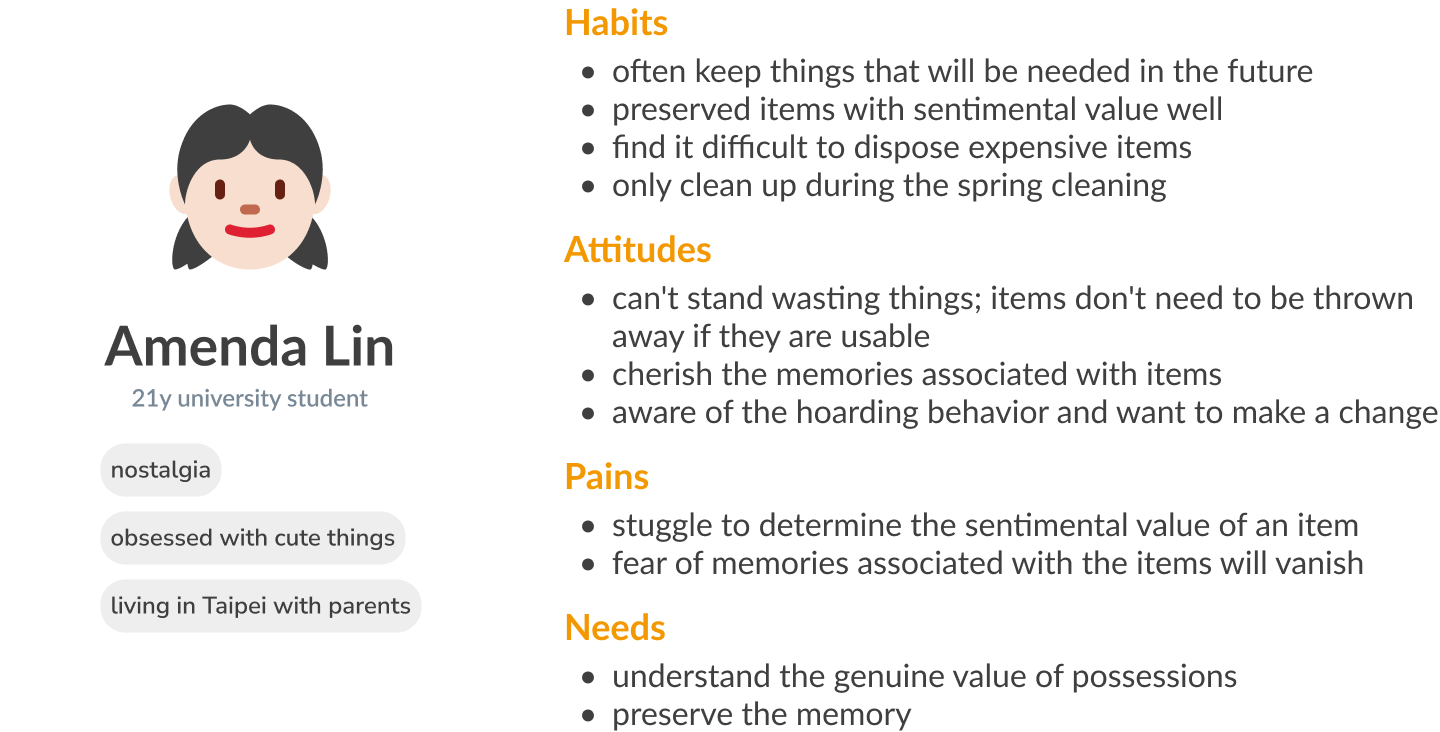 Amenda Lin
21y university student
nostalgia
obsessed with cute things
living in Taipei with parents
Habits
• often keep things that will be needed in the future
• preserved items with sentimental value well
• find it difficult to dispose expensive items
• only clean up during the spring cleaning
Attitudes
• can't stand wasting things; items don't need to be thrown
away if they are usable
• cherish the memories associated with items
• aware of the hoarding behavior and want to make a change
Pains
• stuggle to determine the sentimental value of an item
• fear of memories associated with the items will vanish
Needs
• understand the genuine value of possessions
• preserve the memory